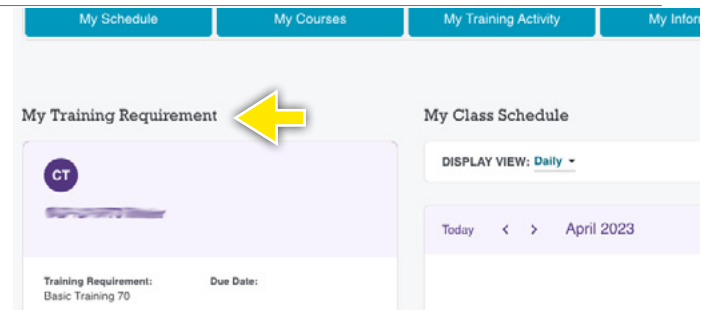 My Schedule My Courses My Training Activity My Infor
My Training Requirement
My Class Schedule
DISPLAY VIEW: Daily
CT
Today < > April 2023
Training Requirement: Due Date:
Basic Training 70